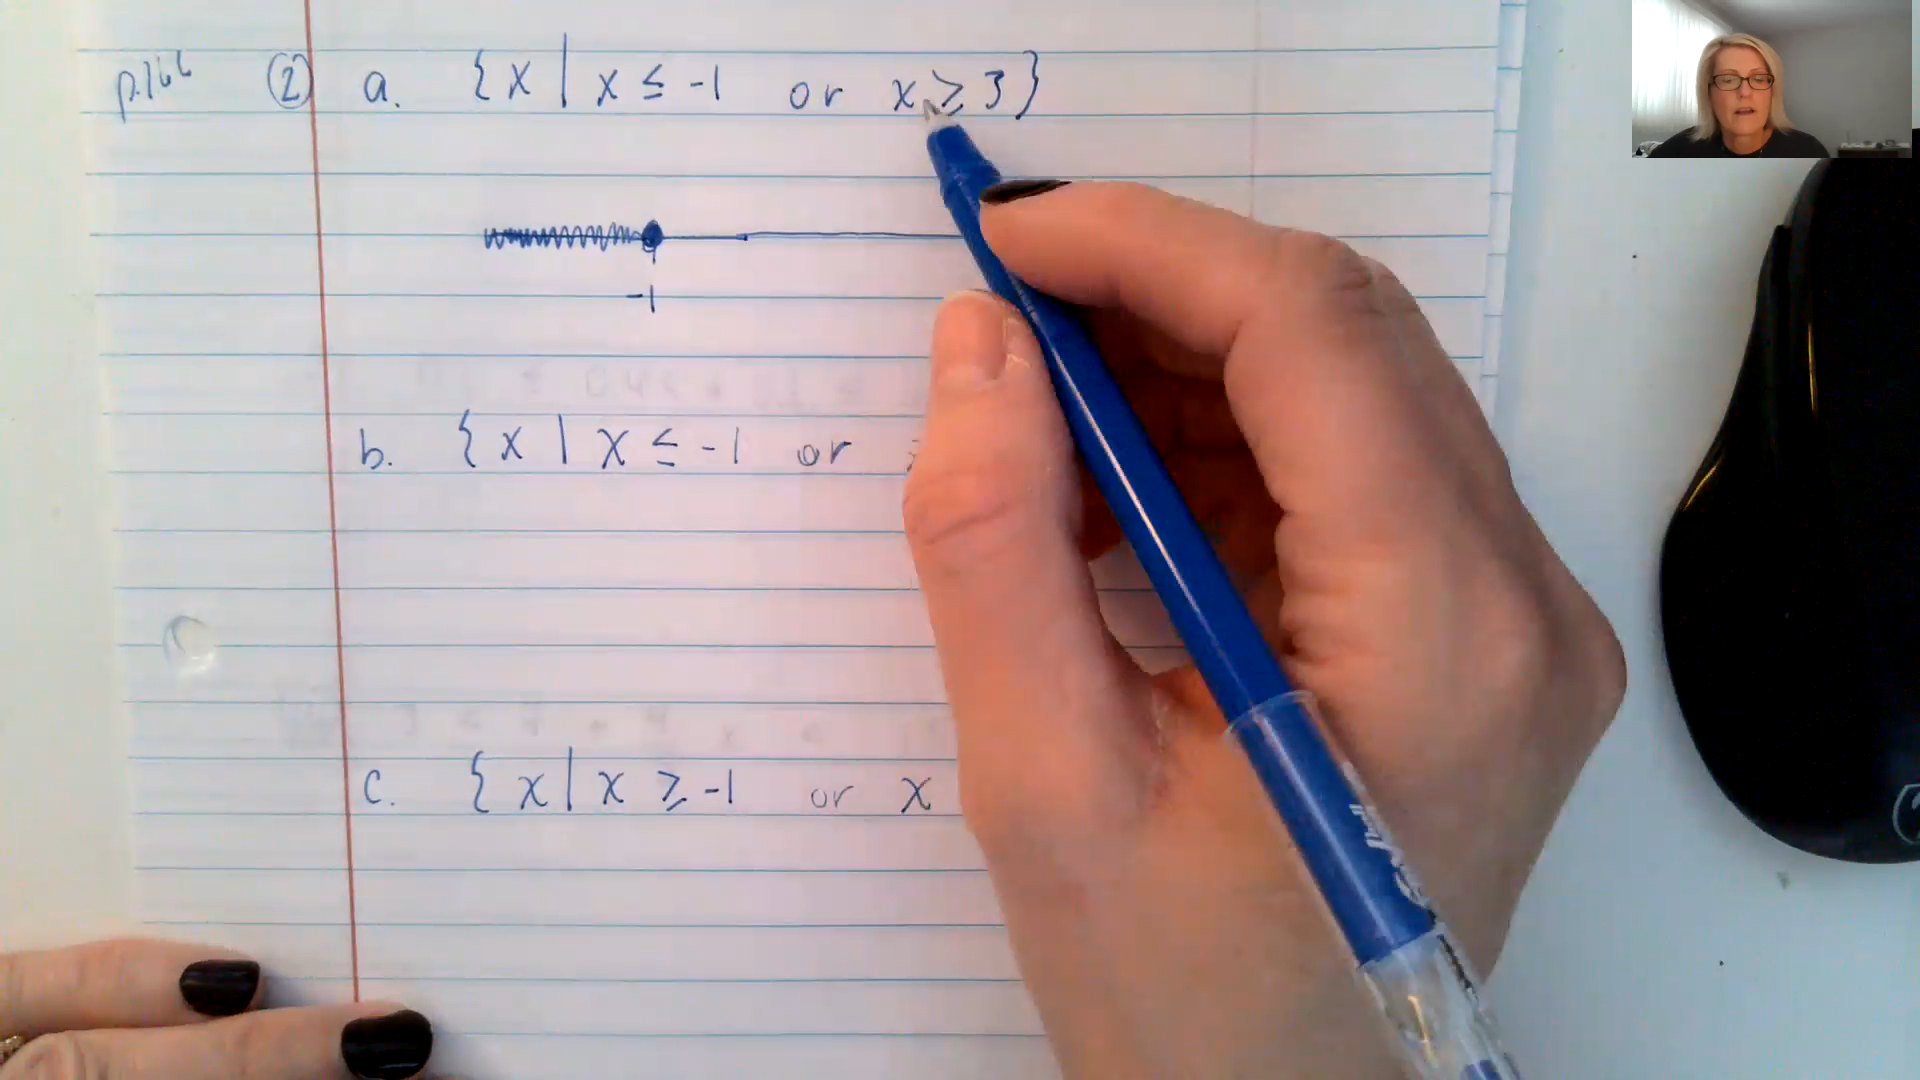 p.166 ② a. {x | x ≤ -1 or x ≥ 3}
-1
b. {x | x ≤ -1 or
c. {x | x ≥ -1 or x